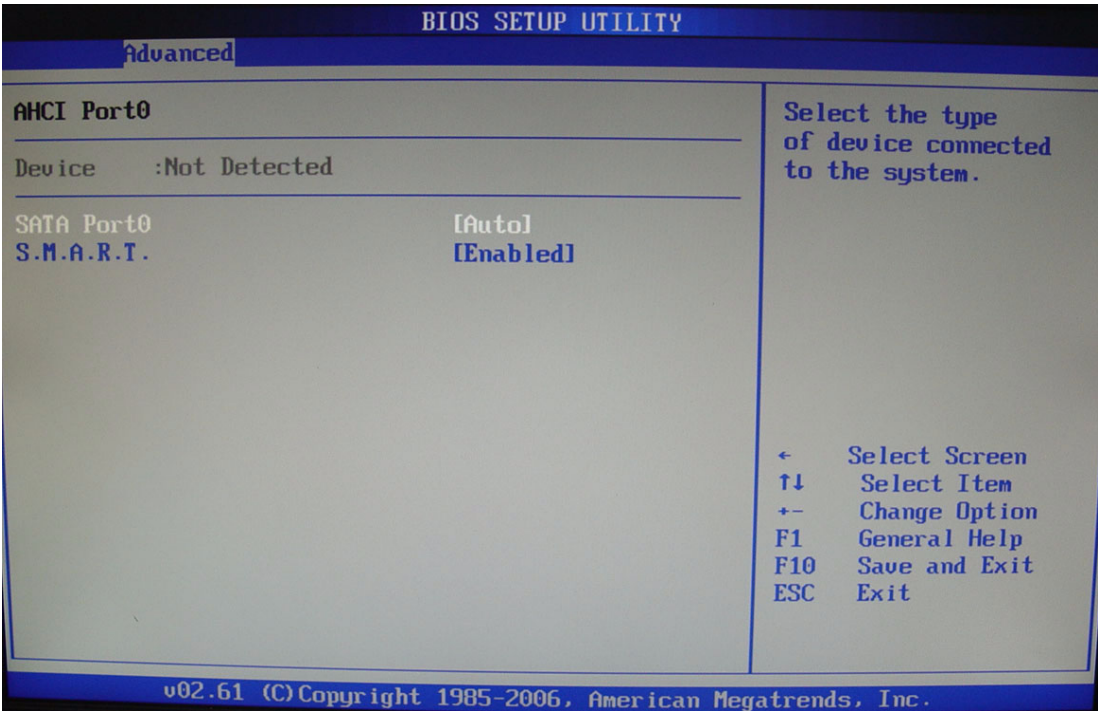 BIOS SETUP UTILITY
Advanced
AHCI Port0
Device :Not Detected
SATA Port0 [Auto]
S.M.A.R.T. [Enabled]
Select the type
of device connected
to the system.
← Select Screen
↑↓ Select Item
+- Change Option
F1 General Help
F10 Save and Exit
ESC Exit
v02.61 (C)Copyright 1985-2006, American Megatrends, Inc.